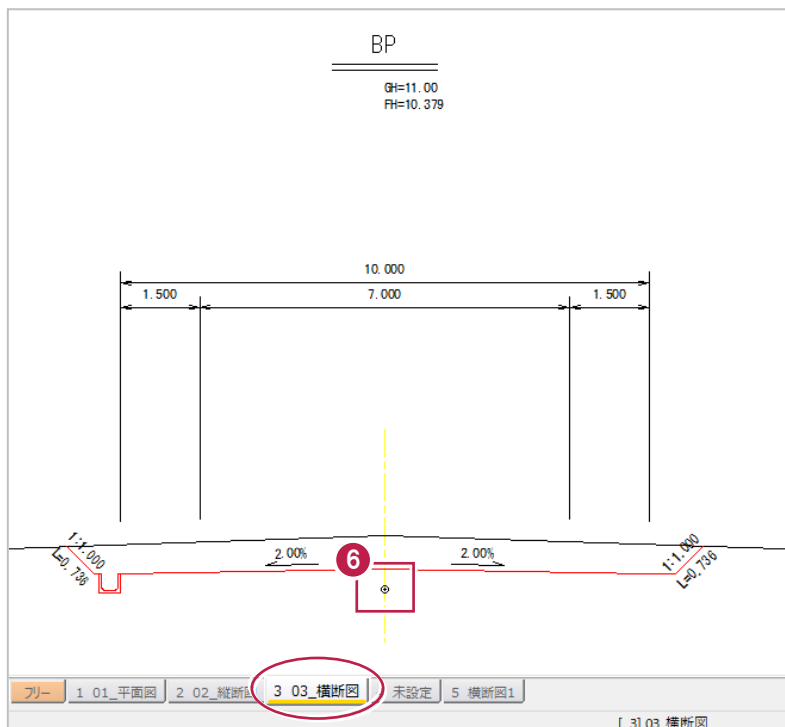 BP
GH=11.00
FH=10.379
10.000
1.500 7.000 1.500
1:1.000 2.00% 2.00% 1:1.000
L=0.736 L=0.736
6
フリー 1 01_平面図 2 02_縦断図 3 03_横断図 未設定 5 横断図1
[ 3] 03_横断図